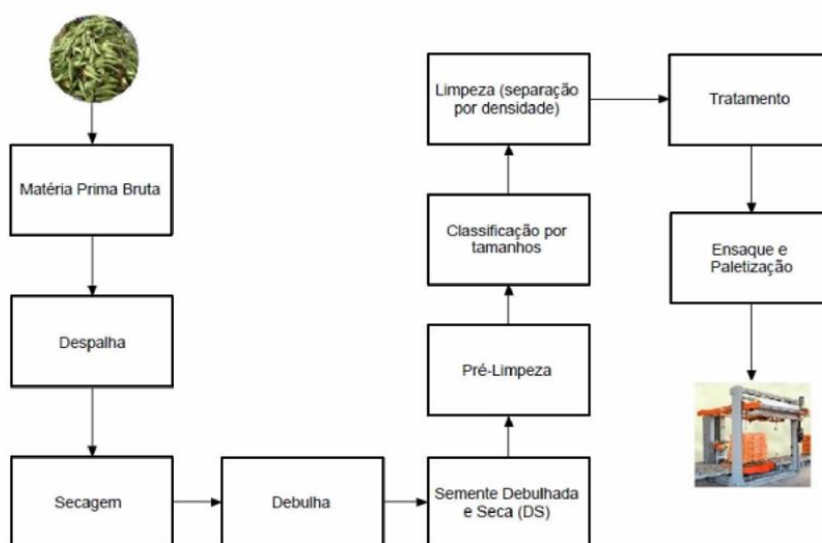 Matéria Prima Bruta
Despalha
Secagem
Debulha
Semente Debulhada
e Seca (DS)
Pré-Limpeza
Classificação por
tamanhos
Limpeza (separação
por densidade)
Tratamento
Ensaque e
Paletização